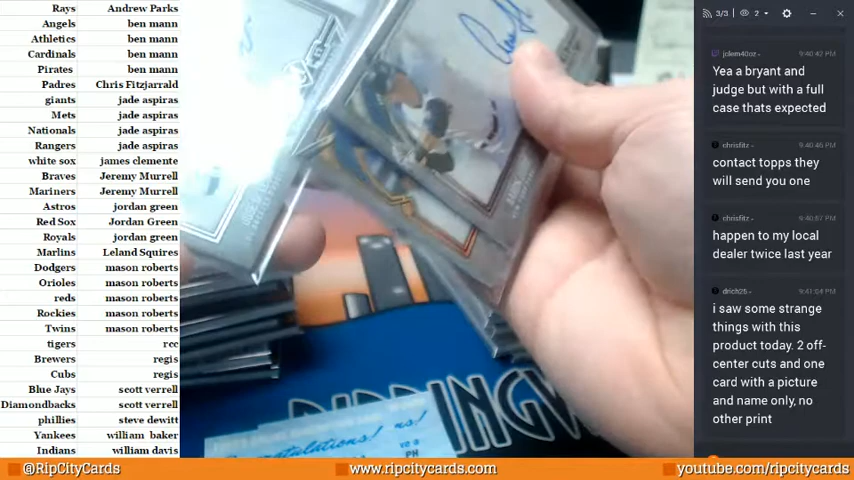 Rays Andrew Parks
Angels ben mann
Athletics ben mann
Cardinals ben mann
Pirates ben mann
Padres Chris Fitzjarrald
giants jade aspiras
Mets jade aspiras
Nationals jade aspiras
Rangers jade aspiras
white sox james clemente
Braves Jeremy Murrell
Mariners Jeremy Murrell
Astros jordan green
Red Sox Jordan Green
Royals jordan green
Marlins Leland Squires
Dodgers mason roberts
Orioles mason roberts
reds mason roberts
Rockies mason roberts
Twins mason roberts
tigers rcc
Brewers regis
Cubs regis
Blue Jays scott verrell
Diamondbacks scott verrell
phillies steve dewitt
Yankees william baker
Indians william davis
Congratulations!
3/3 2
jclem40oz 9:40:42 PM
Yea a bryant and
judge but with a full
case thats expected
chrisfitz 9:40:46 PM
contact topps they
will send you one
chrisfitz 9:40:67 PM
happen to my local
dealer twice last year
drich25 9:41:04 PM
i saw some strange
things with this
product today. 2 off-
center cuts and one
card with a picture
and name only, no
other print
@RipCityCards www.ripcitycards.com youtube.com/ripcitycards